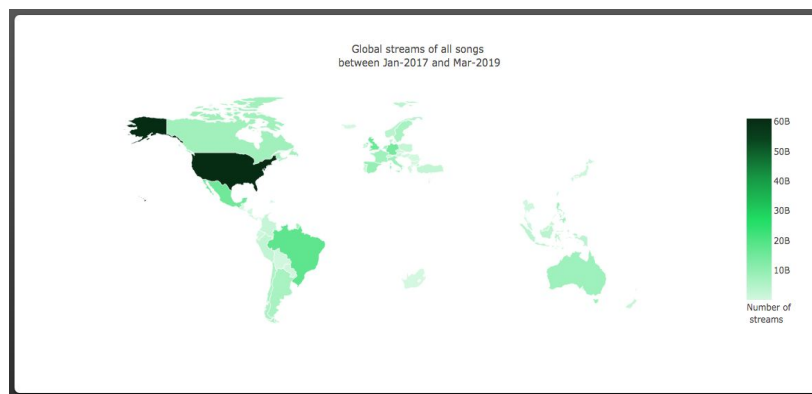 Global streams of all songs
between Jan-2017 and Mar-2019
60B
50B
40B
30B
20B
10B
Number of
streams